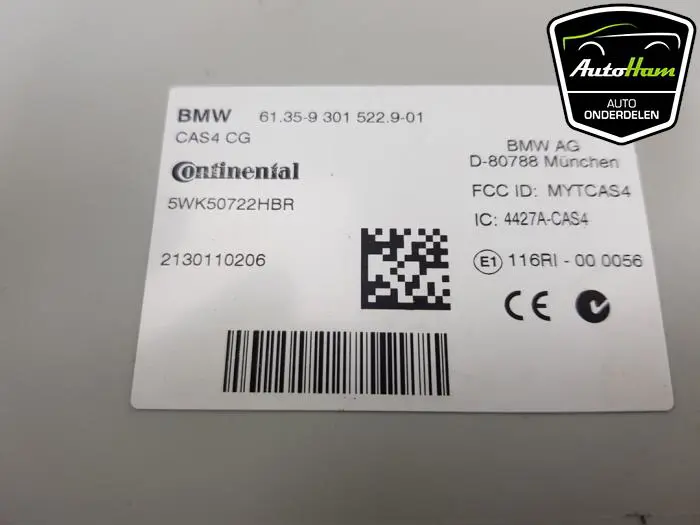 BMW 61.35-9 301 522.9-01
CAS4 CG
Continental
5WK50722HBR
2130110206
BMW AG
D-80788 München
FCC ID: MYTCAS4
IC: 4427A-CAS4
E1 116RI - 00 0056
CE
AutoHam
AUTO
ONDERDELEN